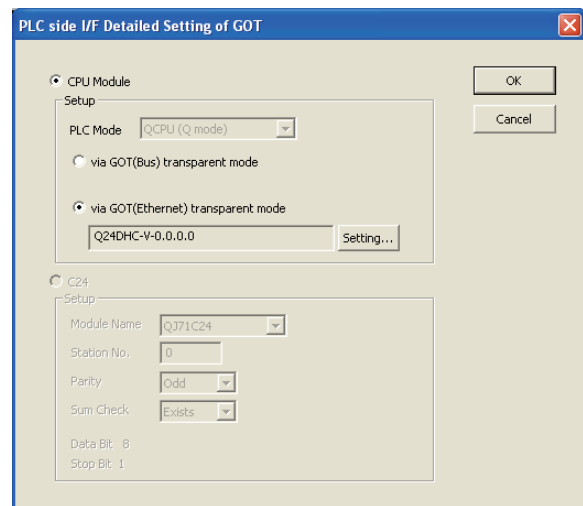 PLC side I/F Detailed Setting of GOT
CPU Module
OK
Setup
Cancel
PLC Mode QCPU (Q mode)
via GOT(Bus) transparent mode
via GOT(Ethernet) transparent mode
Q24DHC-V-0.0.0.0 Setting...
C24
Setup
Module Name QJ71C24
Station No. 0
Parity Odd
Sum Check Exists
Data Bit 8
Stop Bit 1